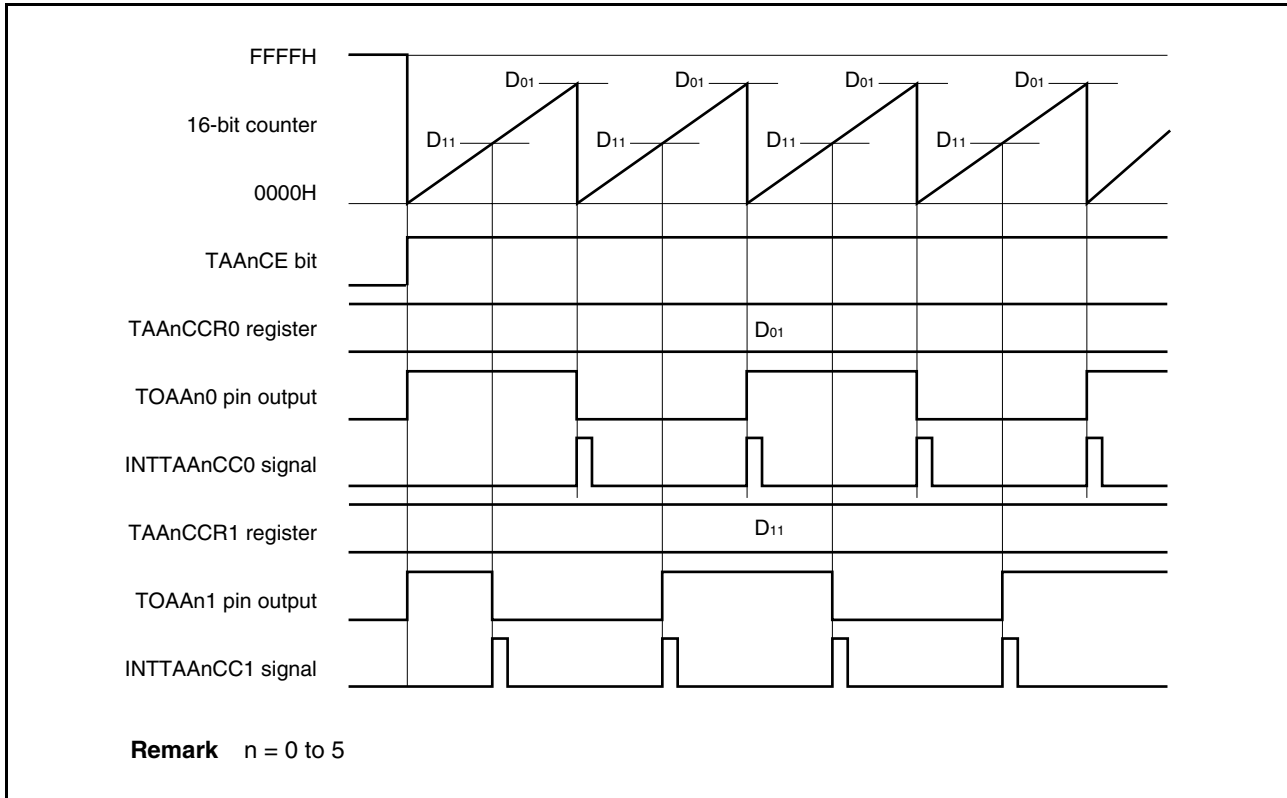 FFFFH
D01 D01 D01 D01
16-bit counter
D11 D11 D11 D11
0000H
TAAnCE bit
TAAnCCR0 register
D01
TOAAn0 pin output
INTTAAnCC0 signal
TAAnCCR1 register
D11
TOAAn1 pin output
INTTAAnCC1 signal
Remark n = 0 to 5